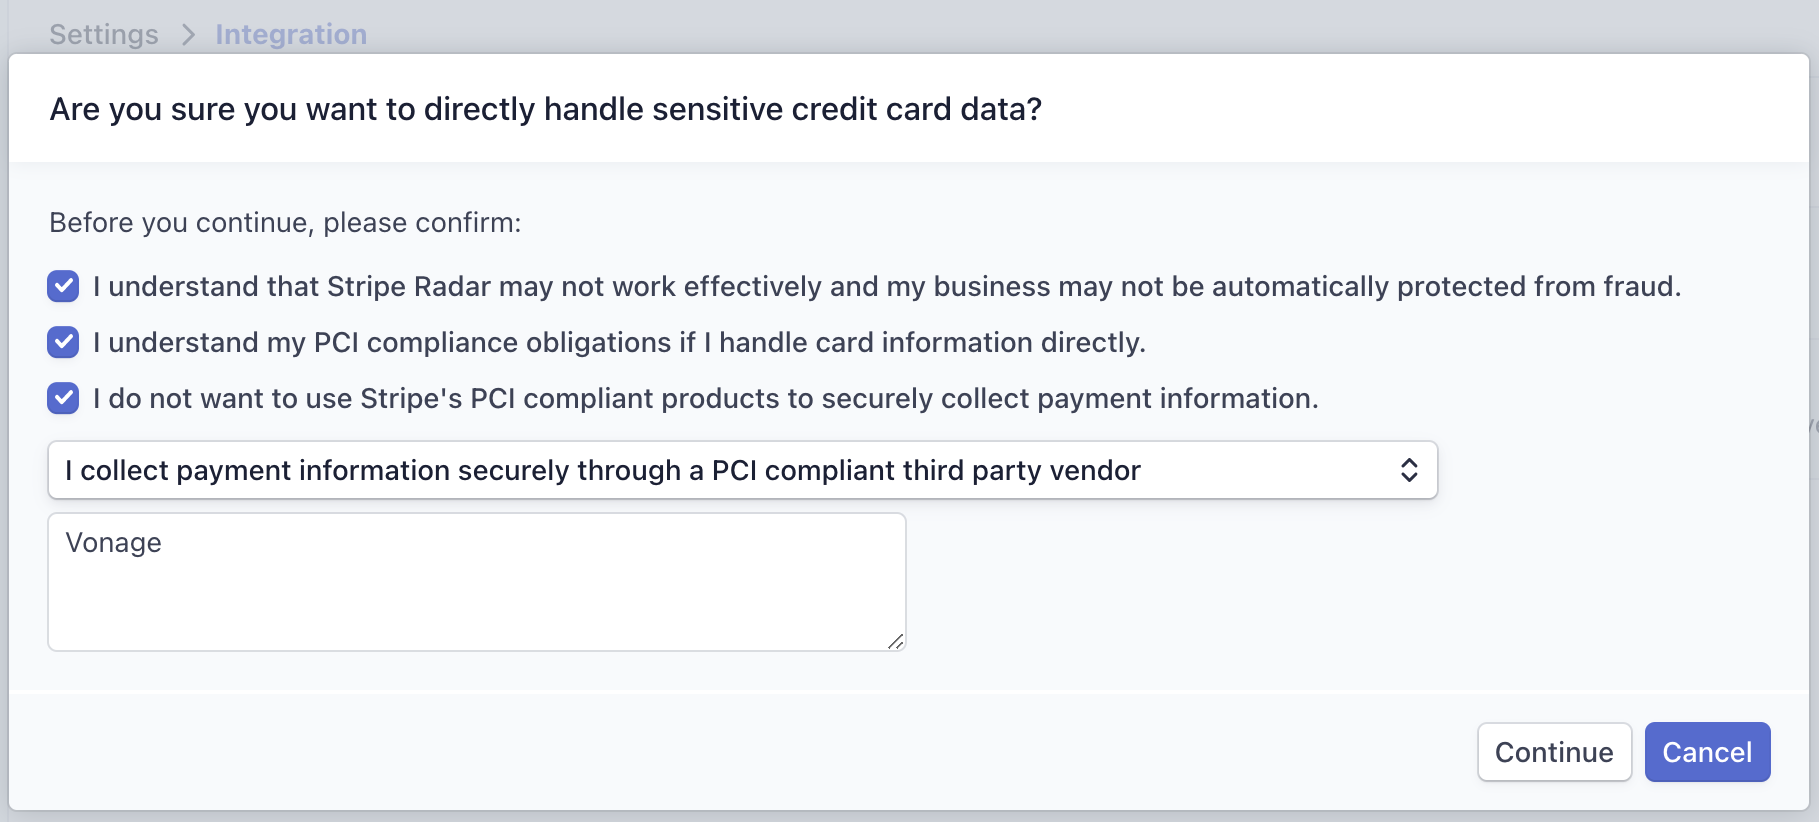 Settings > Integration
Are you sure you want to directly handle sensitive credit card data?
Before you continue, please confirm:
I understand that Stripe Radar may not work effectively and my business may not be automatically protected from fraud.
I understand my PCI compliance obligations if I handle card information directly.
I do not want to use Stripe's PCI compliant products to securely collect payment information.
I collect payment information securely through a PCI compliant third party vendor
Vonage
Continue Cancel